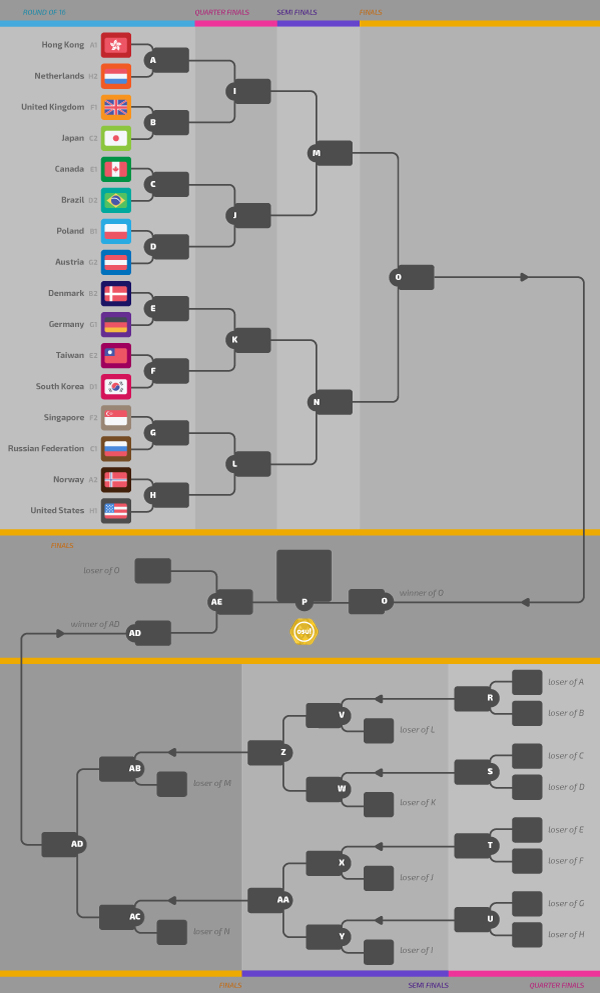 ROUND OF 16 QUARTER FINALS SEMI FINALS FINALS
Hong Kong A1
A
Netherlands H2
I
United Kingdom F1
B
Japan C2
M
Canada E1
C
Brazil D2
J
Poland B1
D
Austria G2
O
Denmark B2
E
Germany G1
K
Taiwan E2
F
South Korea D1
N
Singapore F2
G
Russian Federation C1
L
Norway A2
H
United States H1
FINALS
loser of O
AE P O winner of O
winner of AD
AD
osu!
R loser of A
V loser of B
loser of L
Z S loser of C
AB loser of D
loser of M W
loser of K
T loser of E
AD X loser of F
loser of J
AA U loser of G
AC loser of H
loser of N Y
loser of I
FINALS SEMI FINALS QUARTER FINALS